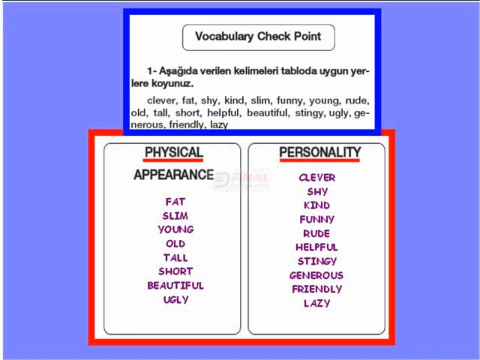 Vocabulary Check Point
1- Aşağıda verilen kelimeleri tabloda uygun yer-
lere koyunuz.
clever, fat, shy, kind, slim, funny, young, rude,
old, tall, short, helpful, beautiful, stingy, ugly, ge-
nerous, friendly, lazy
PHYSICAL
APPEARANCE
FAT
SLIM
YOUNG
OLD
TALL
SHORT
BEAUTIFUL
UGLY
PERSONALITY
CLEVER
SHY
KIND
FUNNY
RUDE
HELPFUL
STINGY
GENEROUS
FRIENDLY
LAZY